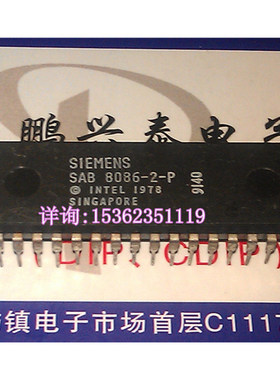 鹏兴泰电子
SIEMENS
SAB 8086-2-P
© INTEL 1978
SINGAPORE
9140
详询:15362351119
DIP, CDIP/
镇电子市场首层C1117